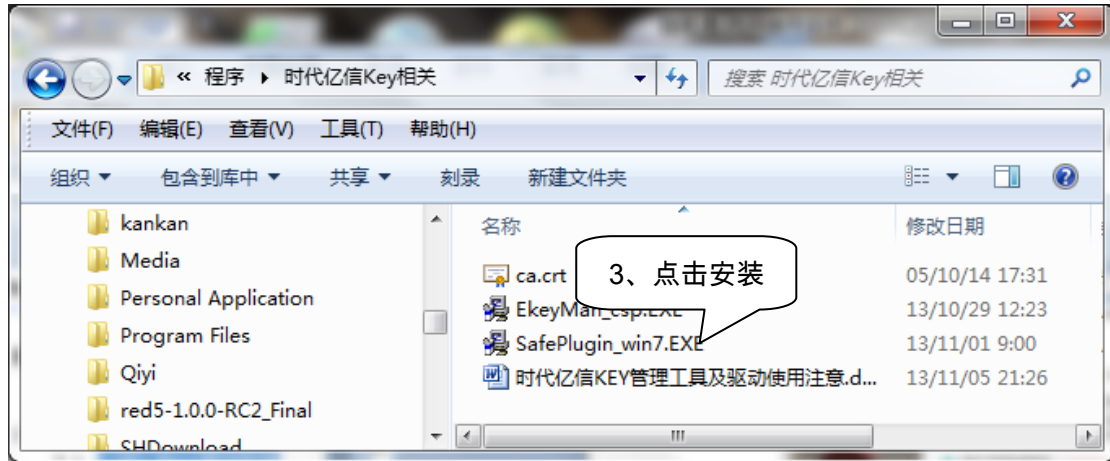 « 程序 ▸ 时代亿信Key相关
搜索 时代亿信Key相关
文件(F) 编辑(E) 查看(V) 工具(T) 帮助(H)
组织 包含到库中 共享 刻录 新建文件夹
kankan
Media
Personal Application
Program Files
Qiyi
red5-1.0.0-RC2_Final
SHDownload
名称 修改日期
ca.crt 05/10/14 17:31
EkeyMan_csp.EXE 13/10/29 12:23
SafePlugin_win7.EXE 13/11/01 9:00
时代亿信KEY管理工具及驱动使用注意.d... 13/11/05 21:26
3、点击安装